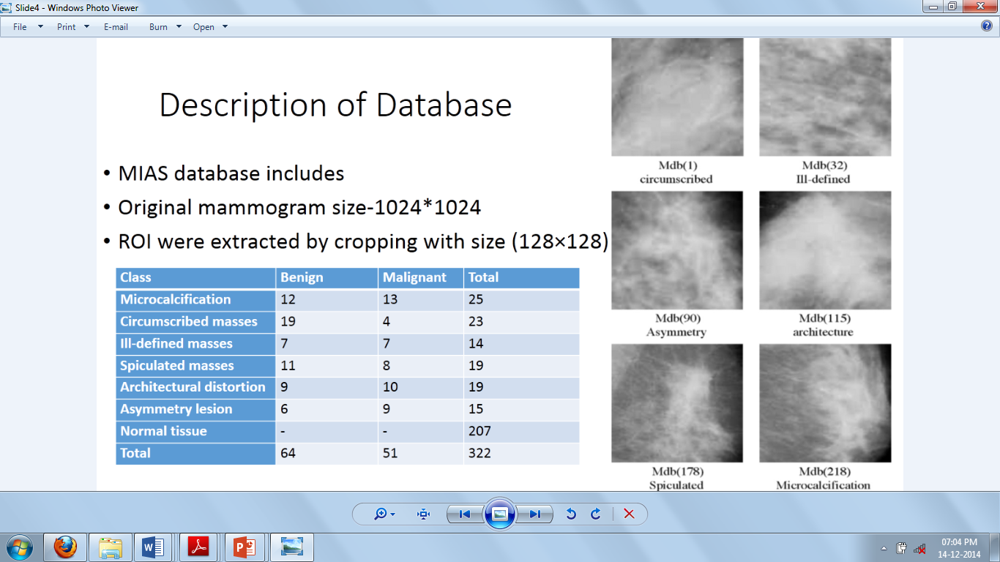 Slide4 - Windows Photo Viewer
File Print E-mail Burn Open
Description of Database
• MIAS database includes
• Original mammogram size-1024*1024
• ROI were extracted by cropping with size (128×128)
Class Benign Malignant Total
Microcalcification 12 13 25
Circumscribed masses 19 4 23
Ill-defined masses 7 7 14
Spiculated masses 11 8 19
Architectural distortion 9 10 19
Asymmetry lesion 6 9 15
Normal tissue - - 207
Total 64 51 322
Mdb(1)
circumscribed
Mdb(32)
Ill-defined
Mdb(90)
Asymmetry
Mdb(115)
architecture
Mdb(178)
Spiculated
Mdb(218)
Microcalcification
07:04 PM
14-12-2014